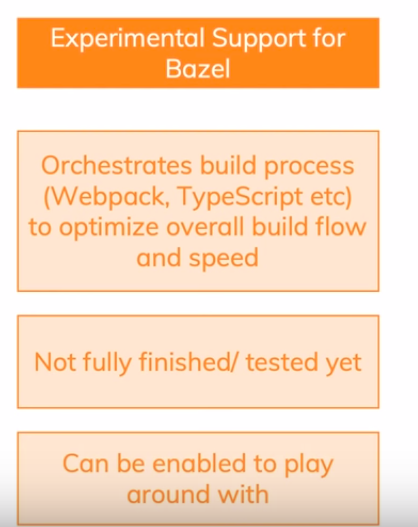 Experimental Support for
Bazel
Orchestrates build process
(Webpack, TypeScript etc)
to optimize overall build flow
and speed
Not fully finished/ tested yet
Can be enabled to play
around with